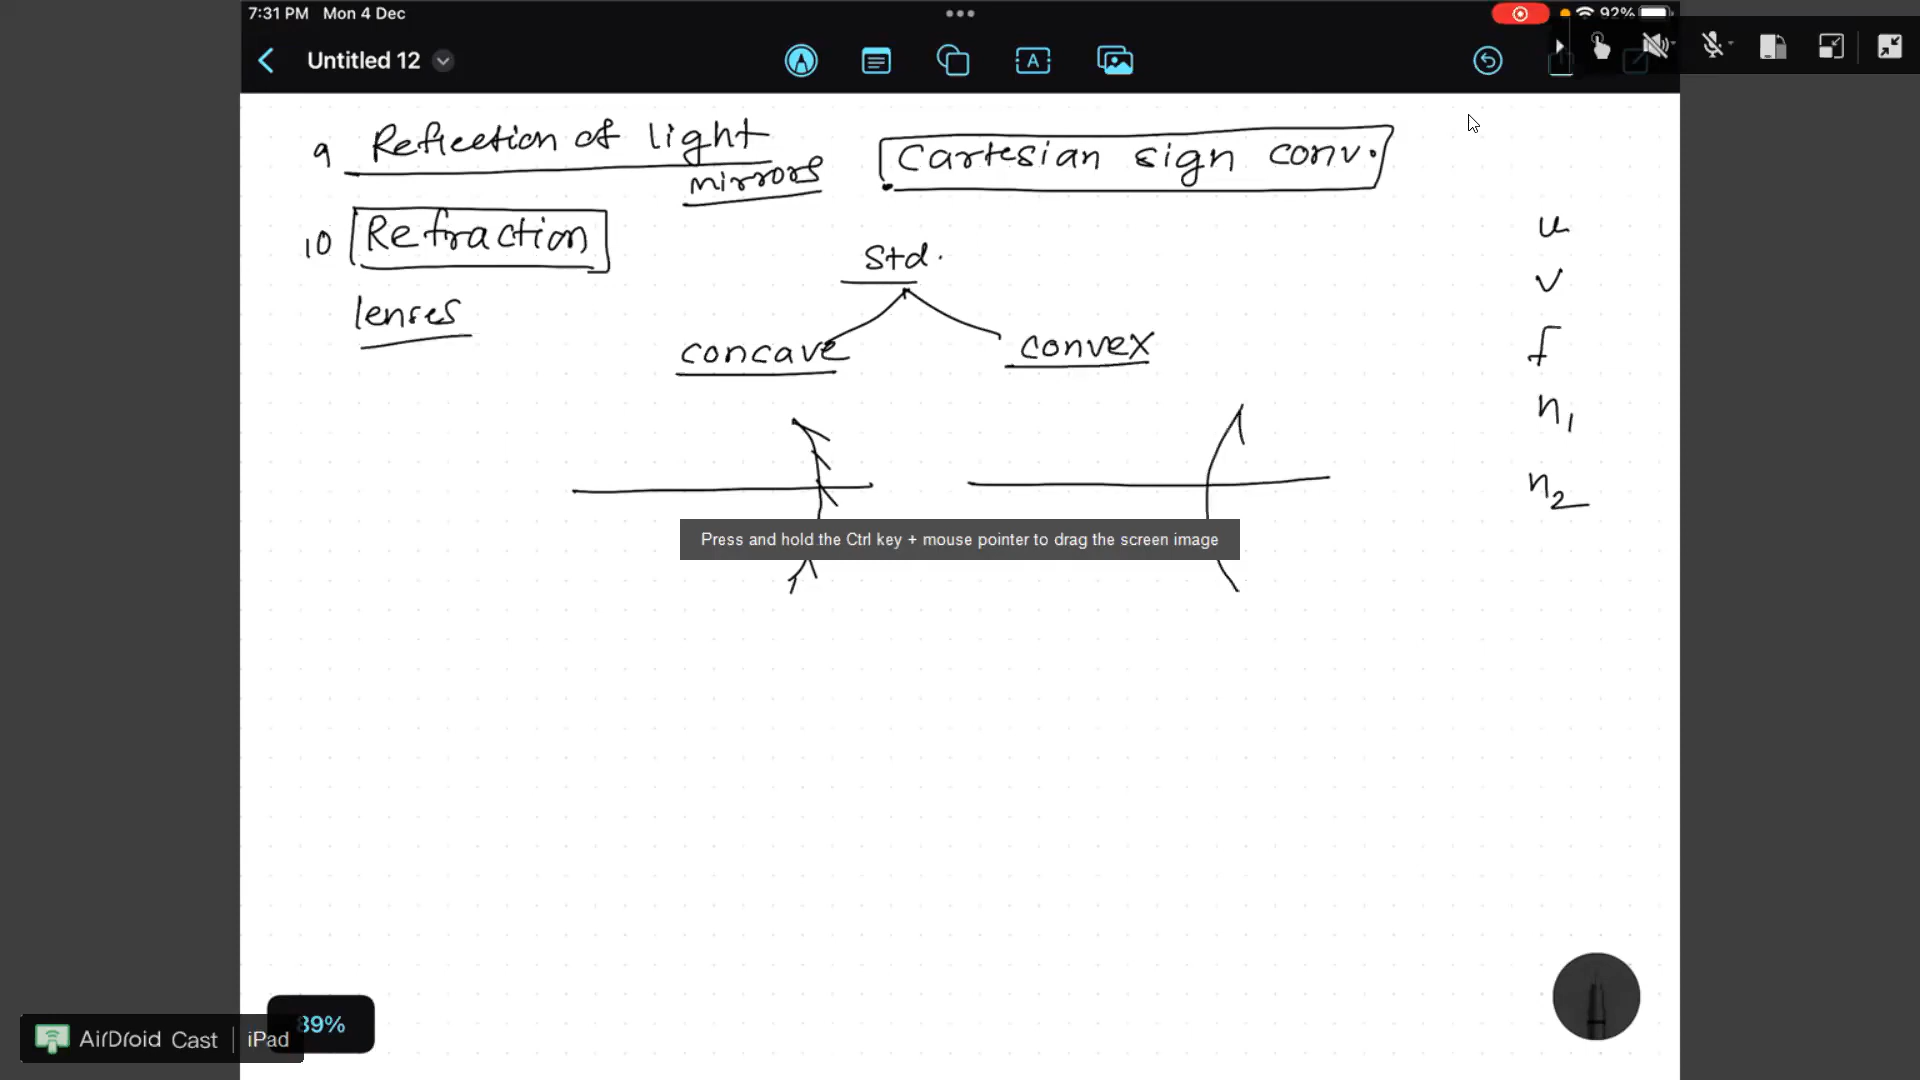 7:31 PM Mon 4 Dec
92%
Untitled 12
A
9 Reflection of light
mirrors
Cartesian sign conv.
10 Refraction
lenses
Std.
concave
convex
u
v
f
n1
n2
Press and hold the Ctrl key + mouse pointer to drag the screen image
89%
AirDroid Cast | iPad